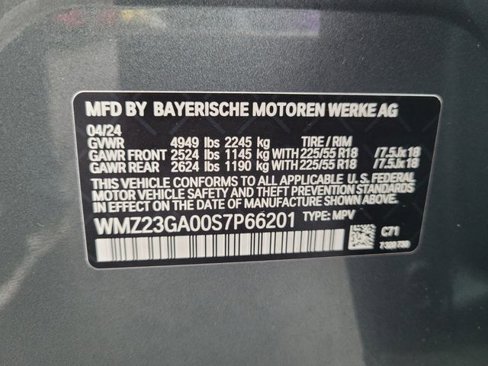 MFD BY BAYERISCHE MOTOREN WERKE AG
04/24
GVWR 4949 lbs 2245 kg TIRE / RIM
GAWR FRONT 2524 lbs 1145 kg WITH 225/55 R18 /7.5Jx18
GAWR REAR 2624 lbs 1190 kg WITH 225/55 R18 /7.5Jx18
THIS VEHICLE CONFORMS TO ALL APPLICABLE U. S. FEDERAL
MOTOR VEHICLE SAFETY AND THEFT PREVENTION STANDARDS
IN EFFECT ON THE DATE OF MANUFACTURE SHOWN ABOVE.
WMZ23GA00S7P66201 TYPE: MPV
C71